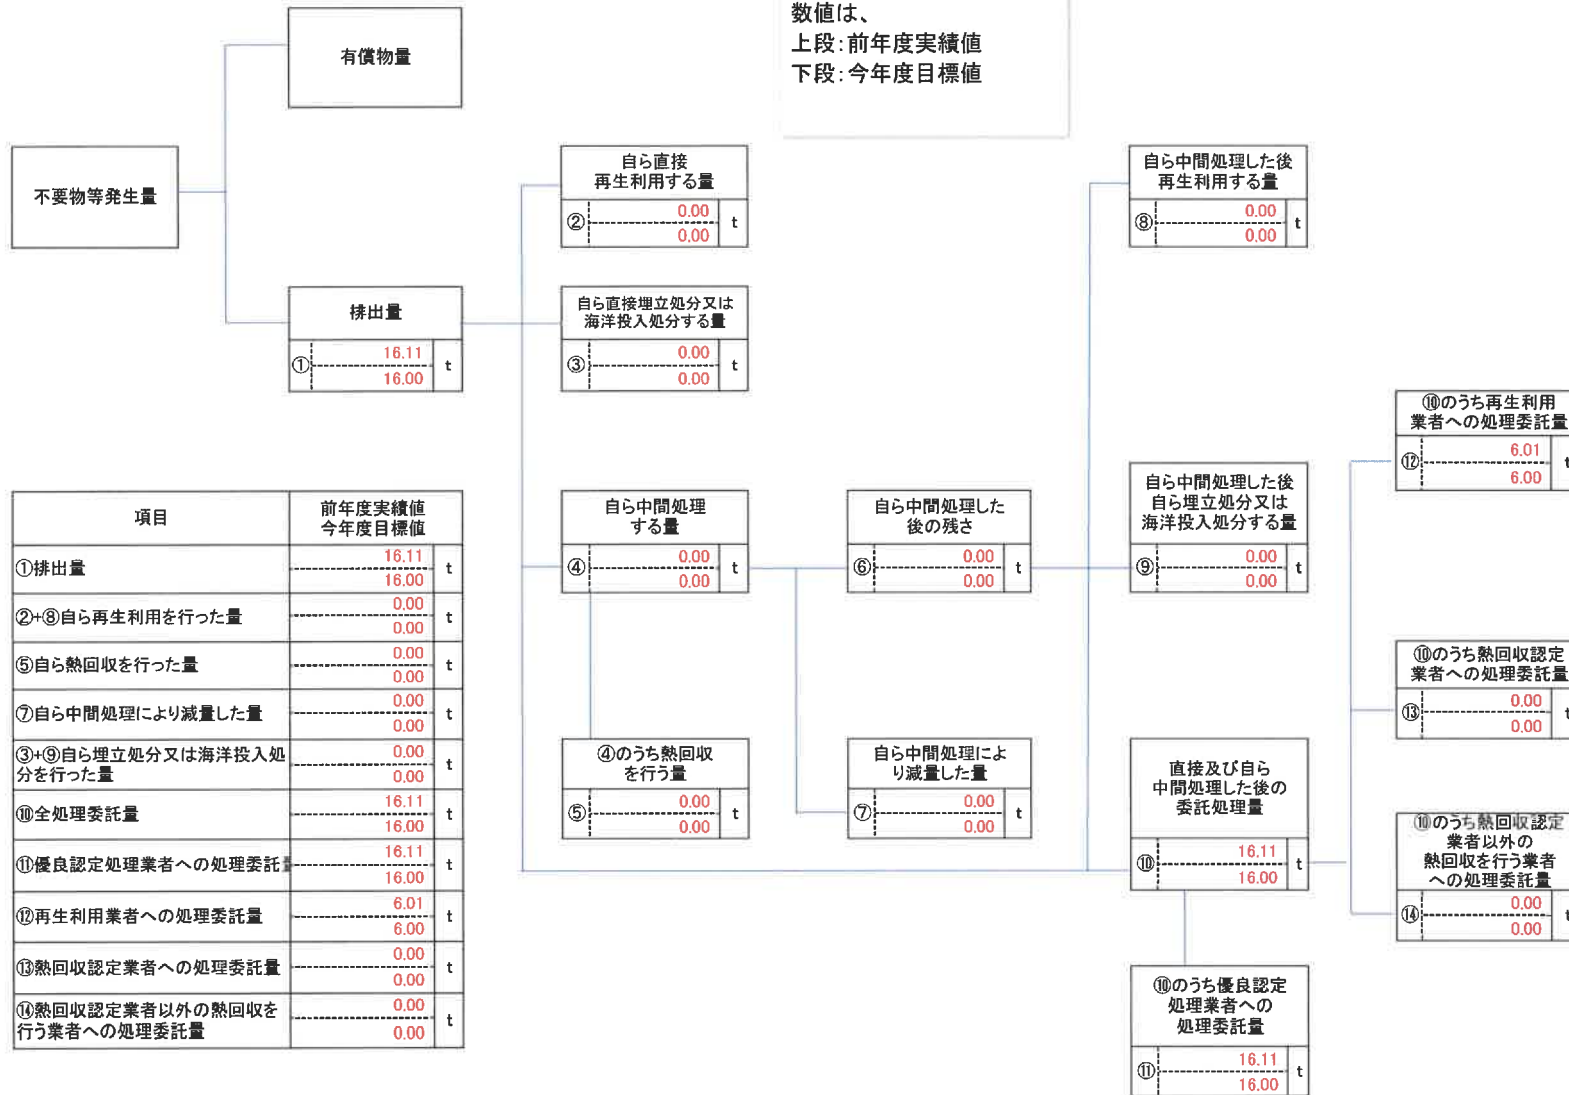 数値は、
上段:前年度実績値
下段:今年度目標値
有償物量
不要物等発生量
自ら直接
再生利用する量
② 0.00 t
0.00
自ら中間処理した後
再生利用する量
⑧ 0.00 t
0.00
排出量
① 16.11 t
16.00
自ら直接埋立処分又は
海洋投入処分する量
③ 0.00 t
0.00
⑩のうち再生利用
業者への処理委託量
⑫ 6.01 t
6.00
自ら中間処理
する量
④ 0.00 t
0.00
自ら中間処理した
後の残さ
⑥ 0.00 t
0.00
自ら中間処理した後
自ら埋立処分又は
海洋投入処分する量
⑨ 0.00 t
0.00
⑩のうち熱回収認定
業者への処理委託量
⑬ 0.00 t
0.00
④のうち熱回収
を行う量
⑤ 0.00 t
0.00
自ら中間処理によ
り減量した量
⑦ 0.00 t
0.00
直接及び自ら
中間処理した後の
委託処理量
⑩ 16.11 t
16.00
⑩のうち熱回収認定
業者以外の
熱回収を行う業者
への処理委託量
⑭ 0.00 t
0.00
⑩のうち優良認定
処理業者への
処理委託量
⑪ 16.11 t
16.00
項目
前年度実績値
今年度目標値
①排出量 16.11 t
16.00
②+⑧自ら再生利用を行った量 0.00 t
0.00
⑤自ら熱回収を行った量 0.00 t
0.00
⑦自ら中間処理により減量した量 0.00 t
0.00
③+⑨自ら埋立処分又は海洋投入処 0.00 t
分を行った量 0.00
⑩全処理委託量 16.11 t
16.00
⑪優良認定処理業者への処理委託量 16.11 t
16.00
⑫再生利用業者への処理委託量 6.01 t
6.00
⑬熱回収認定業者への処理委託量 0.00 t
0.00
⑭熱回収認定業者以外の熱回収を 0.00 t
行う業者への処理委託量 0.00